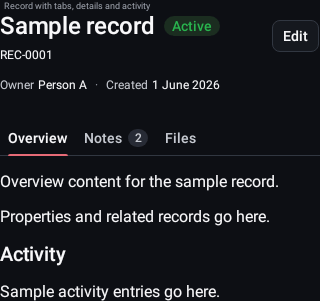 Record with tabs, details and activity
Sample record Active
Edit
REC-0001
Owner Person A · Created 1 June 2026
Overview Notes 2 Files
Overview content for the sample record.
Properties and related records go here.
Activity
Sample activity entries go here.